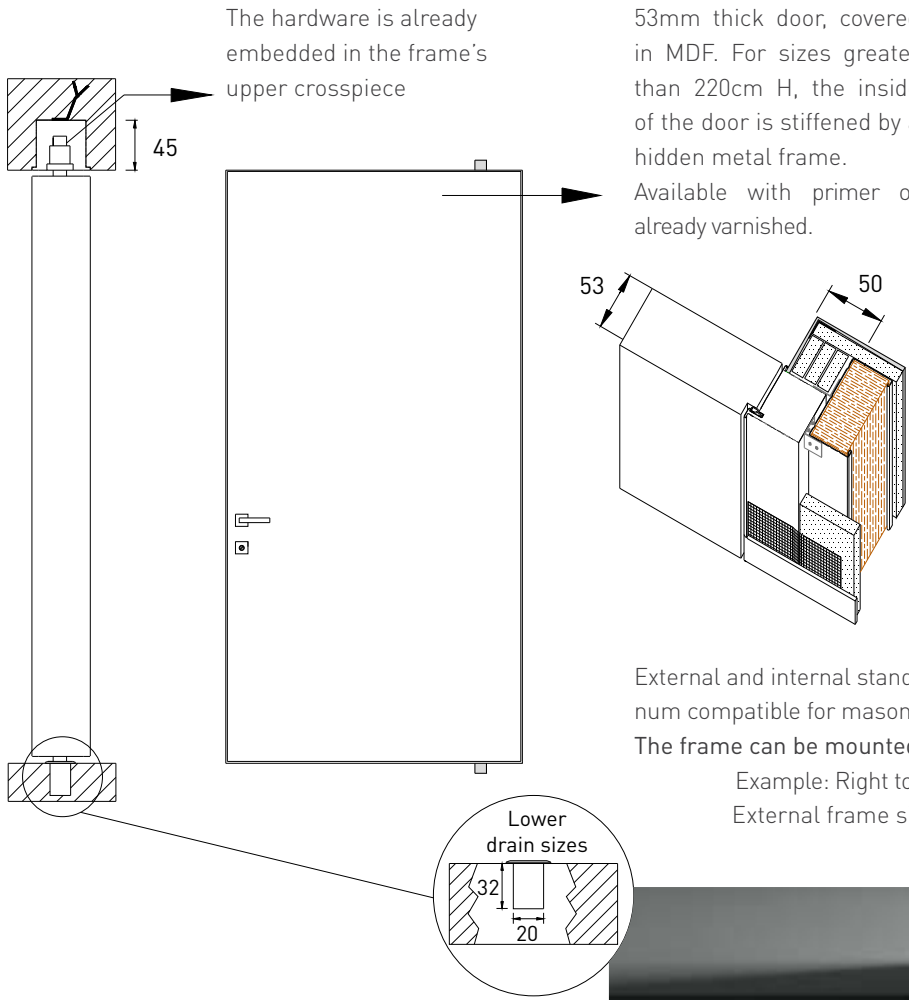 The hardware is already
embedded in the frame's
upper crosspiece
45
53mm thick door, covere
in MDF. For sizes greate
than 220cm H, the insid
of the door is stiffened by
hidden metal frame.
Available with primer o
already varnished.
53
50
External and internal stand
num compatible for mason
The frame can be mounte
Example: Right to
External frame s
Lower
drain sizes
32
20